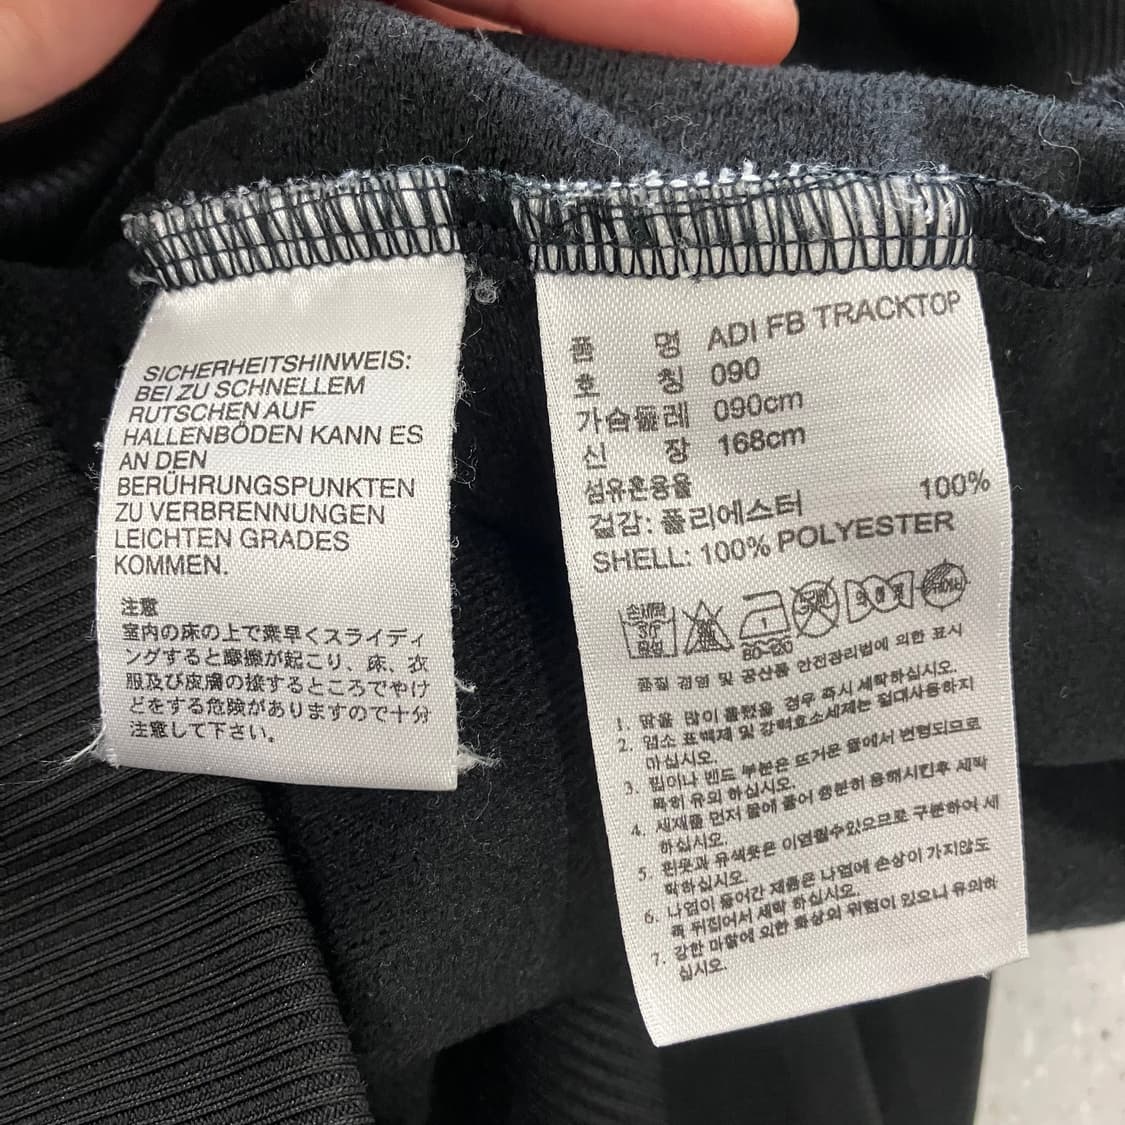 SICHERHEITSHINWEIS:
BEI ZU SCHNELLEM
RUTSCHEN AUF
HALLENBÖDEN KANN ES
AN DEN
BERÜHRUNGSPUNKTEN
ZU VERBRENNUNGEN
LEICHTEN GRADES
KOMMEN.
注意
室内の床の上で素早くスライディ
ングすると摩擦が起こり、床、衣
服及び皮膚の接するところでやけ
どをする危険がありますので十分
注意して下さい。
품 명 ADI FB TRACKTOP
호 칭 090
가슴둘레 090cm
신 장 168cm
섬유혼용율
겉감: 폴리에스터 100%
SHELL: 100% POLYESTER
손세탁
30
중성
80-120
품질 경영 및 공산품 안전관리법에 의한 표시
1. 땀을 많이 흘렸을 경우 즉시 세탁하십시오.
2. 염소 표백제 및 강력효소세제는 절대사용하지
마십시오.
3. 립이나 밴드 부분은 뜨거운 물에서 변형되므로
특히 유의 하십시오.
4. 세제를 먼저 물에 풀어 충분히 용해시킨후 세탁
하십시오.
5. 흰옷과 유색옷은 이염될수있으므로 구분하여 세
탁하십시오.
6. 나염이 들어간 제품은 나염에 손상이 가지않도
록 뒤집어서 세탁 하십시오.
7. 강한 마찰에 의한 화상의 위험이 있으니 유의하
십시오.